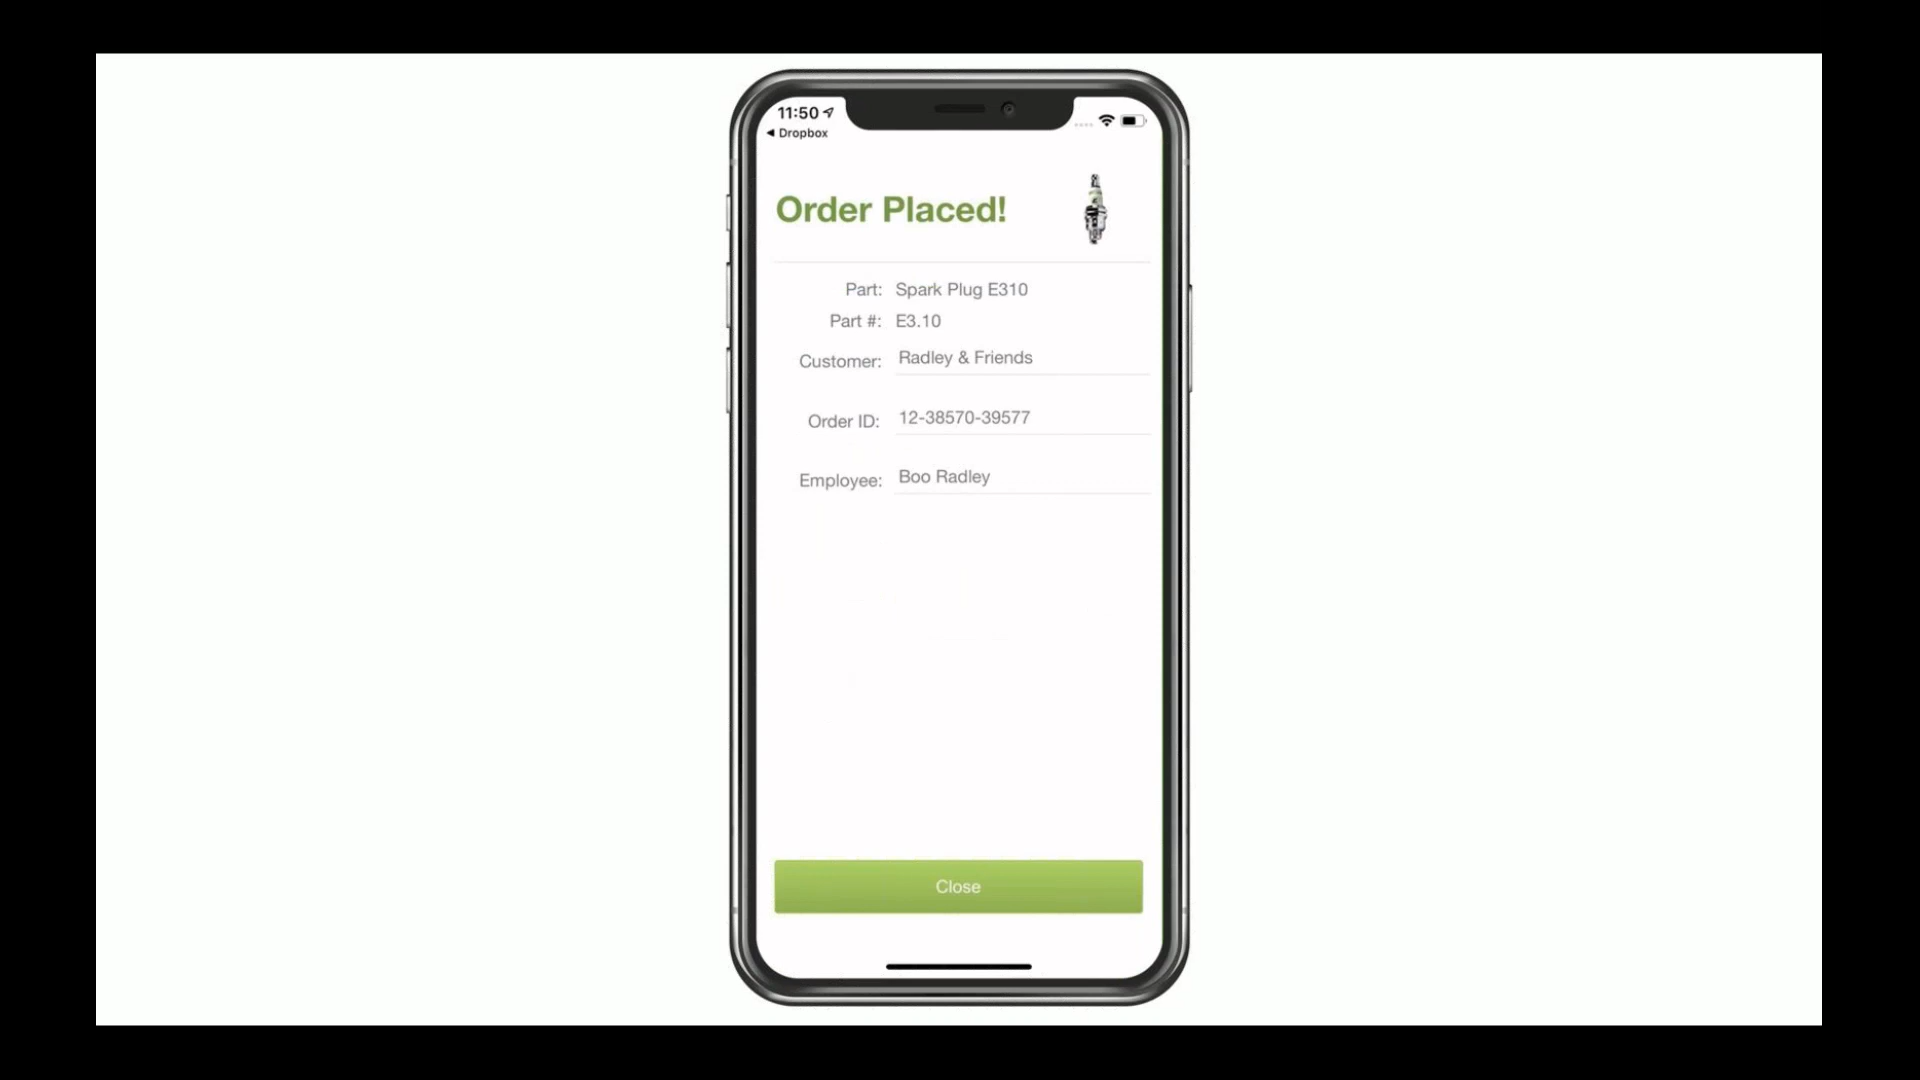 11:50
Dropbox
Order Placed!
Part: Spark Plug E310
Part #: E3.10
Customer: Radley & Friends
Order ID: 12-38570-39577
Employee: Boo Radley
Close